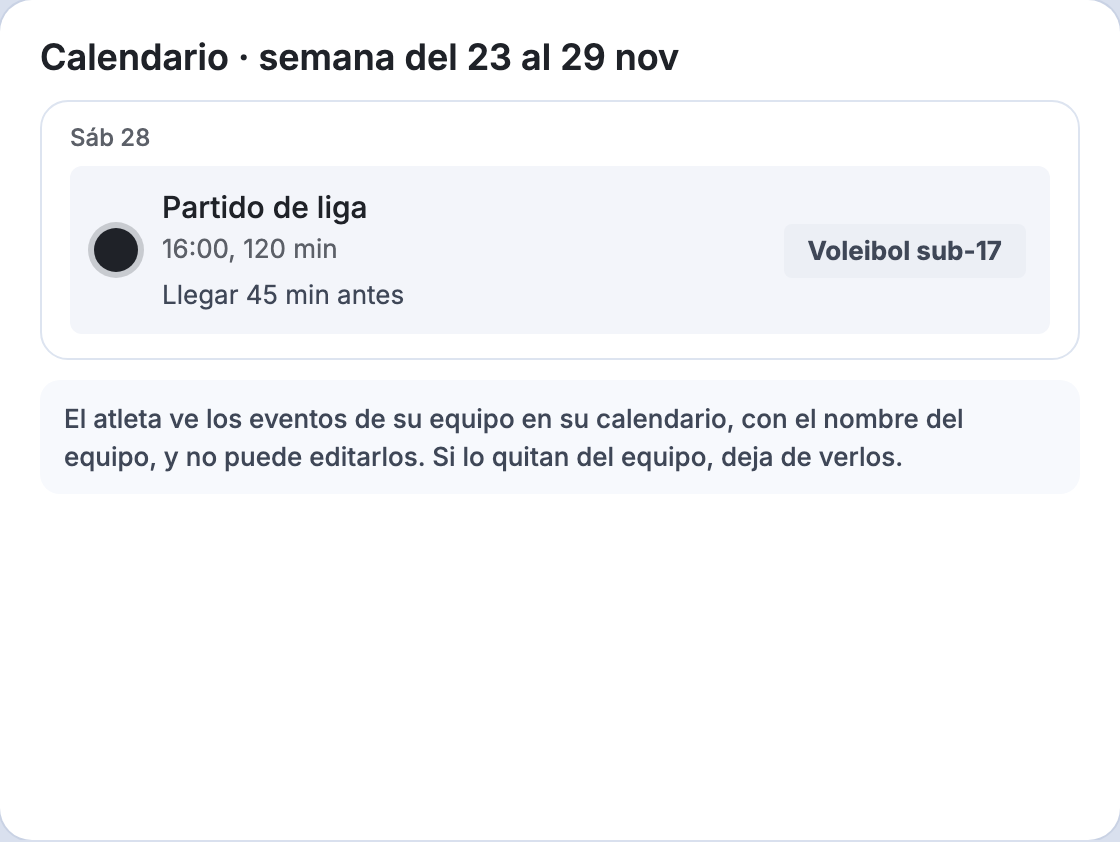 Calendario · semana del 23 al 29 nov
Sáb 28
Partido de liga
16:00, 120 min
Llegar 45 min antes
Voleibol sub-17
El atleta ve los eventos de su equipo en su calendario, con el nombre del
equipo, y no puede editarlos. Si lo quitan del equipo, deja de verlos.